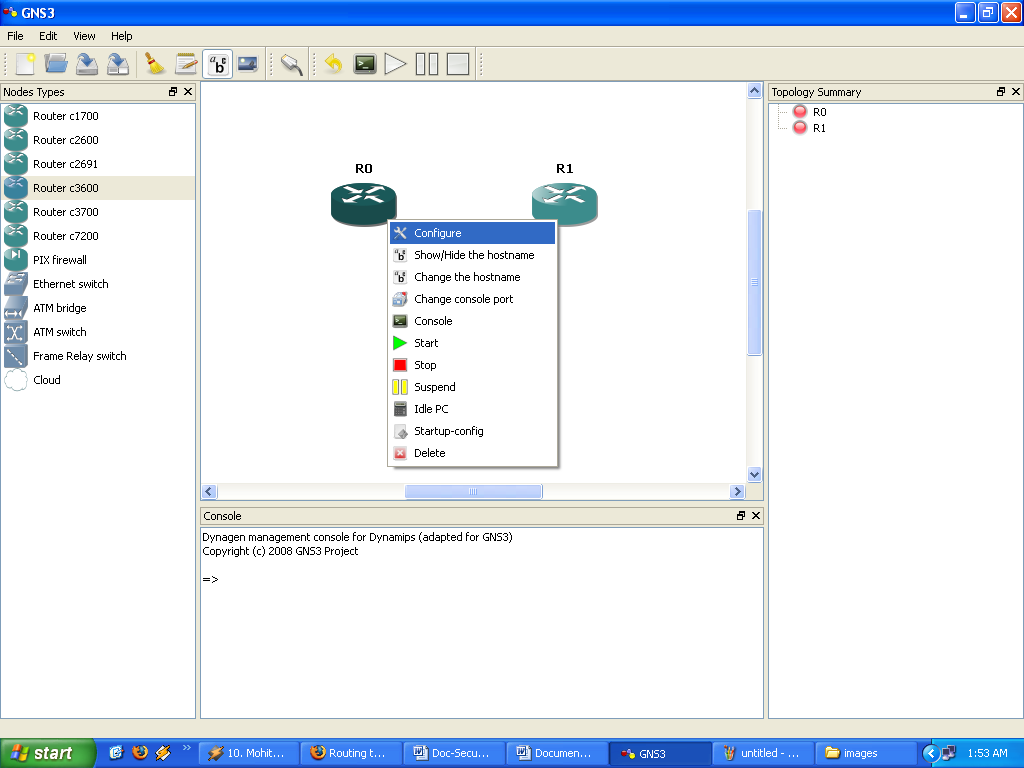 GNS3
File Edit View Help
Nodes Types
Router c1700
Router c2600
Router c2691
Router c3600
Router c3700
Router c7200
PIX firewall
Ethernet switch
ATM bridge
ATM switch
Frame Relay switch
Cloud
R0
R1
Configure
Show/Hide the hostname
Change the hostname
Change console port
Console
Start
Stop
Suspend
Idle PC
Startup-config
Delete
Topology Summary
R0
R1
Console
Dynagen management console for Dynamips (adapted for GNS3)
Copyright (c) 2008 GNS3 Project
=>
start
10. Mohit...
Routing t...
Doc-Secu...
Documen...
GNS3
untitled - ...
images
1:53 AM